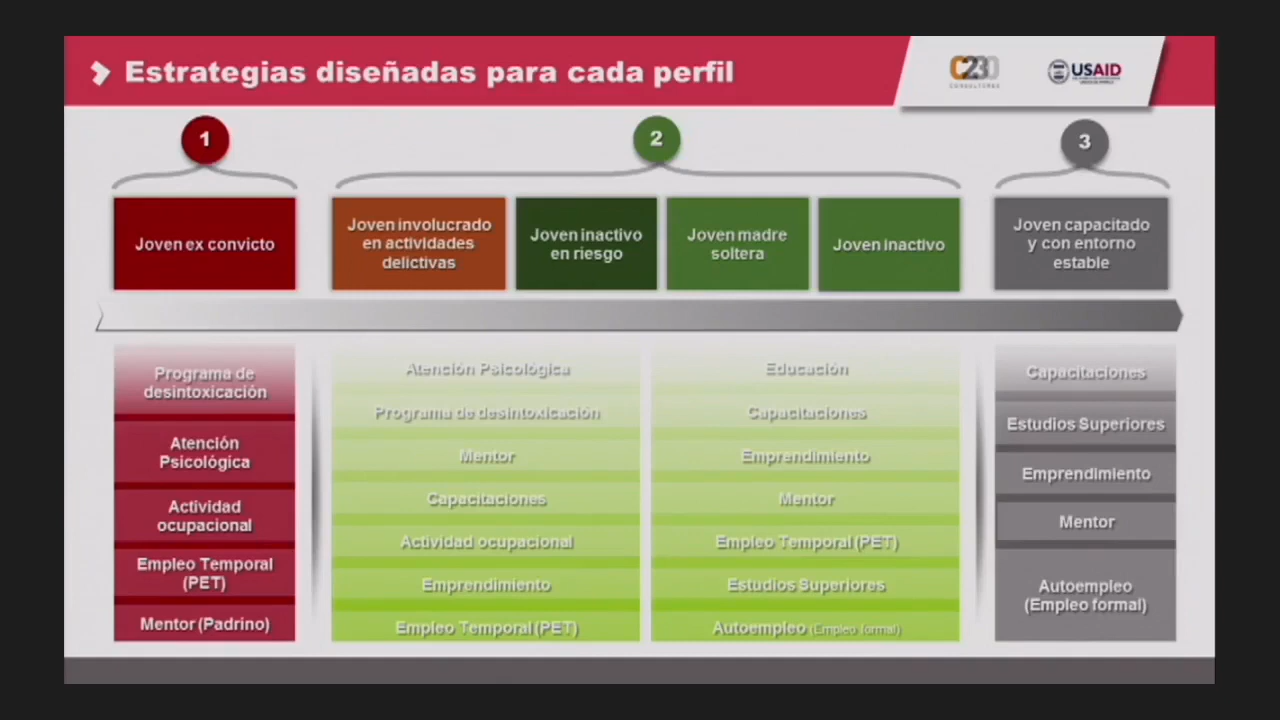 Estrategias diseñadas para cada perfil
C230
CONSULTORES
USAID
1
2
3
Joven ex convicto
Joven involucrado
en actividades
delictivas
Joven inactivo
en riesgo
Joven madre
soltera
Joven inactivo
Joven capacitado
y con entorno
estable
Programa de
desintoxicación
Atención
Psicológica
Actividad
ocupacional
Empleo Temporal
(PET)
Mentor (Padrino)
Atención Psicológica
Programa de desintoxicación
Mentor
Capacitaciones
Actividad ocupacional
Emprendimiento
Empleo Temporal (PET)
Educación
Capacitaciones
Emprendimiento
Mentor
Empleo Temporal (PET)
Estudios Superiores
Autoempleo (Empleo formal)
Capacitaciones
Estudios Superiores
Emprendimiento
Mentor
Autoempleo
(Empleo formal)